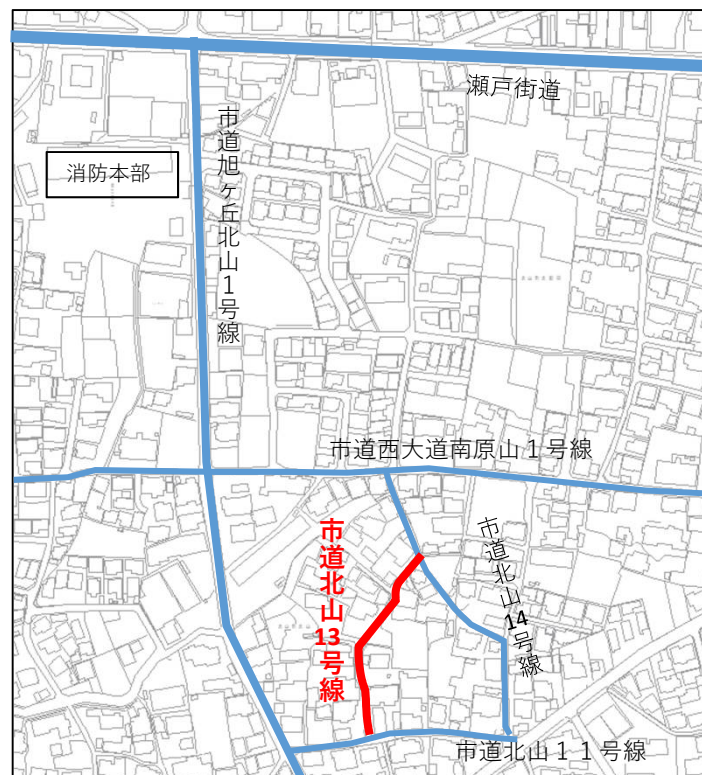 瀬戸街道
市道旭ヶ丘北山1号線
消防本部
市道西大道南原山1号線
市道北山14号線
市道北山13号線
市道北山11号線